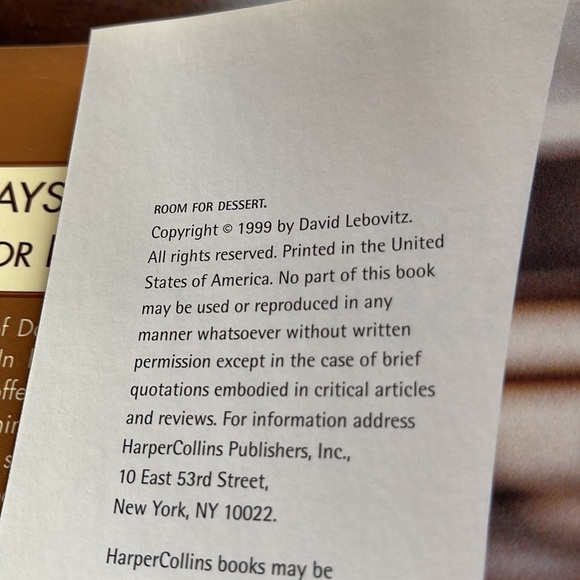 AYS
OR
ROOM FOR DESSERT.
Copyright © 1999 by David Lebovitz.
All rights reserved. Printed in the United
States of America. No part of this book
may be used or reproduced in any
manner whatsoever without written
permission except in the case of brief
quotations embodied in critical articles
and reviews. For information address
HarperCollins Publishers, Inc.,
10 East 53rd Street,
New York, NY 10022.
HarperCollins books may be